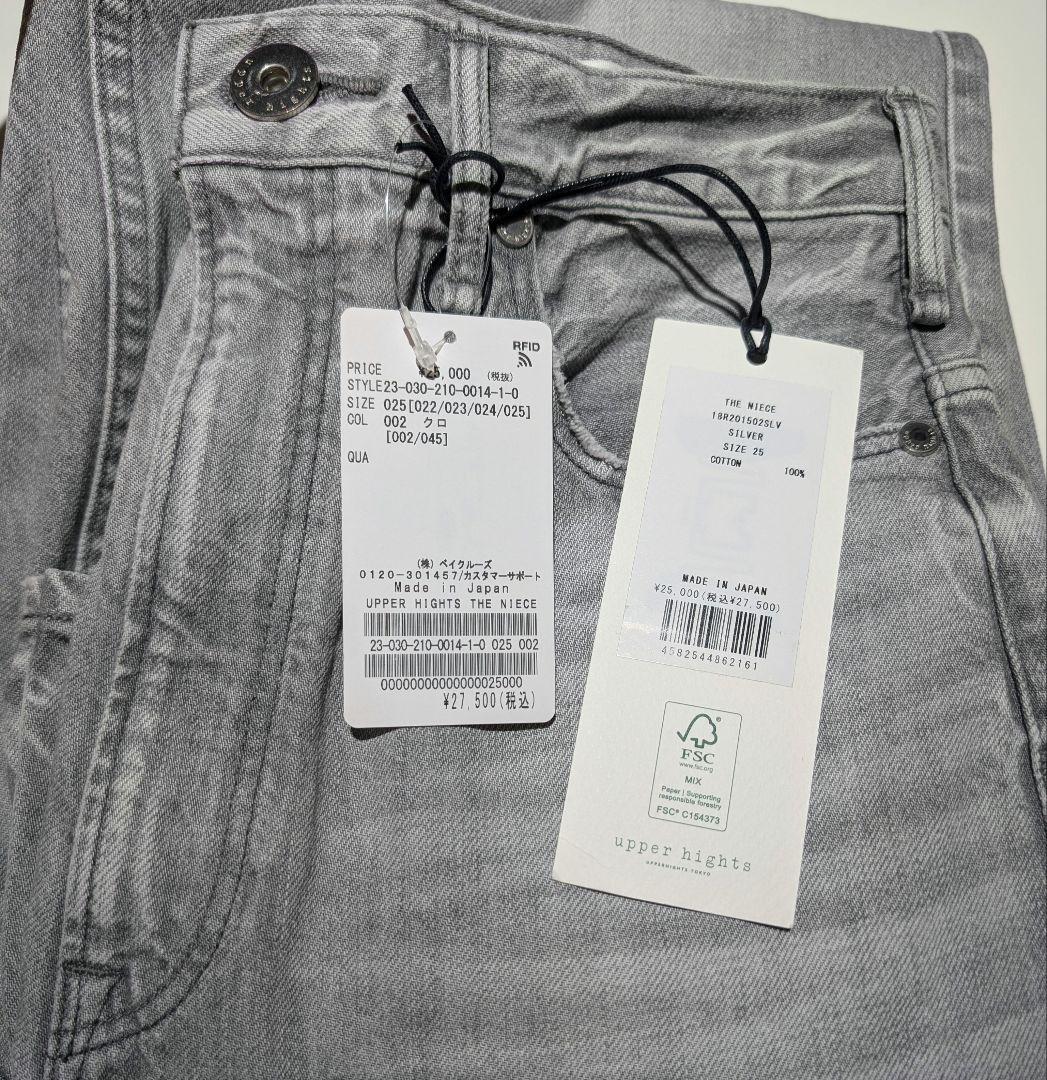 RFID
PRICE ,000 (税抜)
STYLE23-030-210-0014-1-0
SIZE 025[022/023/024/025]
COL 002 クロ
[002/045]
QUA
(株) ベイクルーズ
0120-301457/カスタマーサポート
Made in Japan
UPPER HIGHTS THE NIECE
23-030-210-0014-1-0 025 002
00000000000000025000
¥27,500(税込)
THE NIECE
18R201502SLV
SILVER
SIZE 25
COTTON 100%
MADE IN JAPAN
¥25,000(税込¥27,500)
4582544862161
FSC
www.fsc.org
MIX
Paper | Supporting
responsible forestry
FSC® C154373
upper hights
UPPERHIGHTS TOKYO